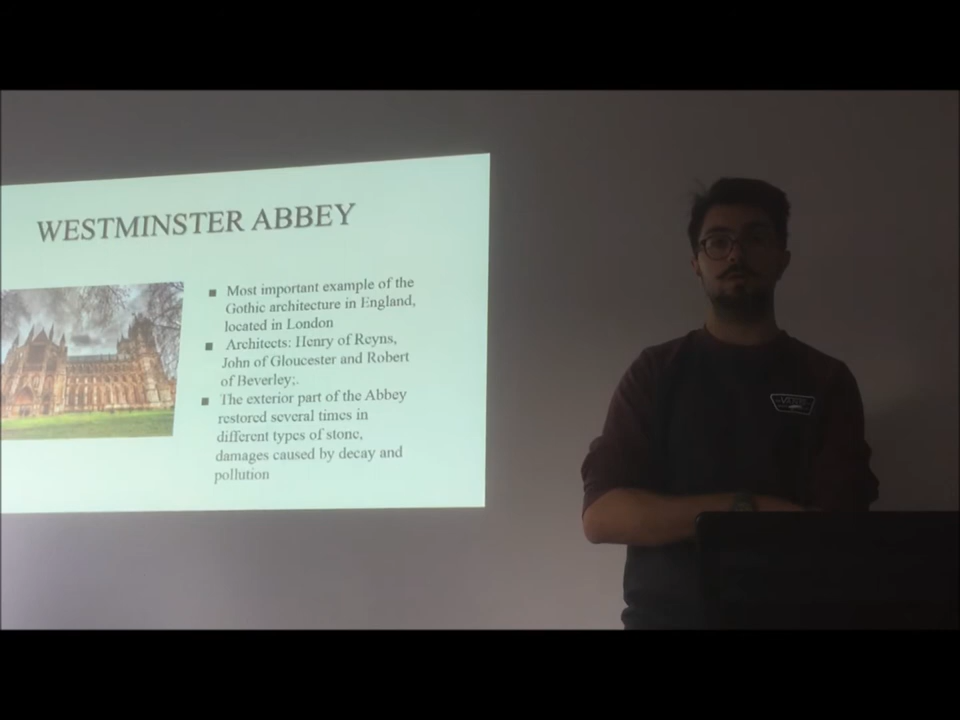 WESTMINSTER ABBEY
■ Most important example of the
Gothic architecture in England,
located in London
■ Architects: Henry of Reyns,
John of Gloucester and Robert
of Beverley;.
■ The exterior part of the Abbey
restored several times in
different types of stone,
damages caused by decay and
pollution